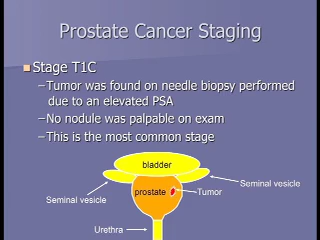 Prostate Cancer Staging
Stage T1C
–Tumor was found on needle biopsy performed
due to an elevated PSA
–No nodule was palpable on exam
–This is the most common stage
bladder
Seminal vesicle
prostate
Tumor
Seminal vesicle
Urethra